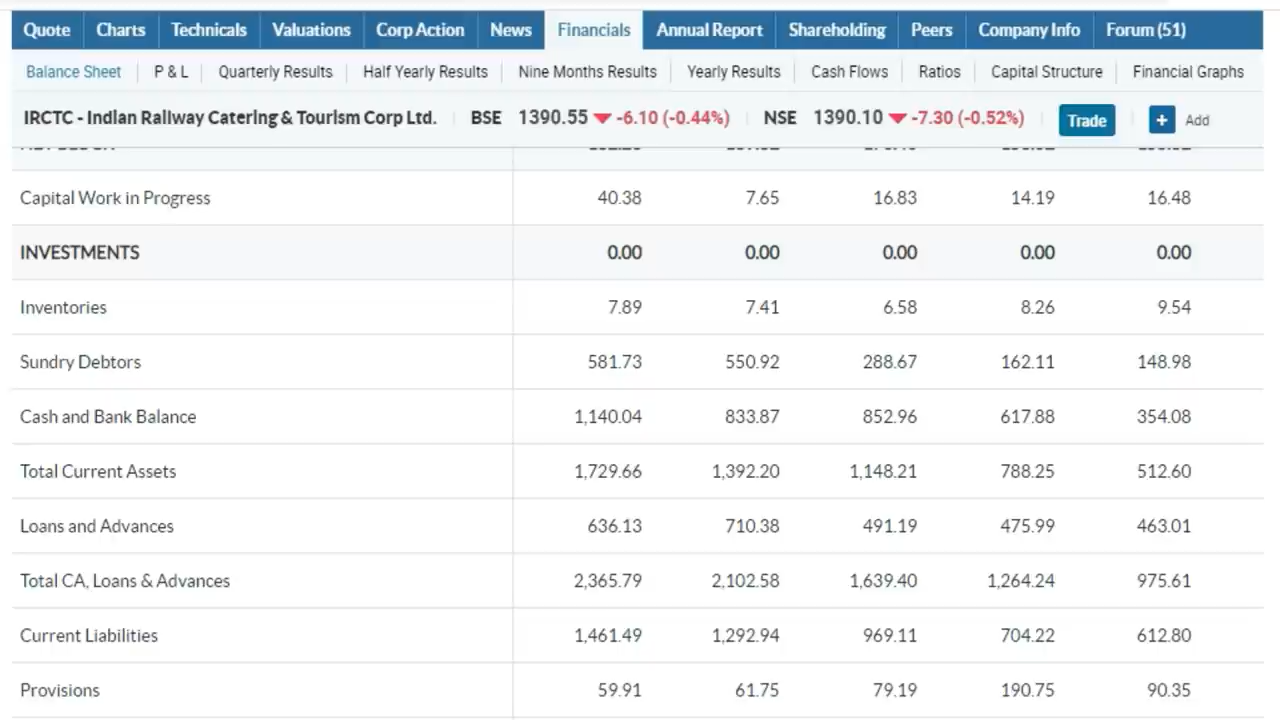 Quote Charts Technicals Valuations Corp Action News Financials Annual Report Shareholding Peers Company Info Forum (51)
Balance Sheet P & L Quarterly Results Half Yearly Results Nine Months Results Yearly Results Cash Flows Ratios Capital Structure Financial Graphs
IRCTC - Indian Railway Catering & Tourism Corp Ltd. BSE 1390.55 -6.10 (-0.44%) NSE 1390.10 -7.30 (-0.52%) Trade + Add
Capital Work in Progress 40.38 7.65 16.83 14.19 16.48
INVESTMENTS 0.00 0.00 0.00 0.00 0.00
Inventories 7.89 7.41 6.58 8.26 9.54
Sundry Debtors 581.73 550.92 288.67 162.11 148.98
Cash and Bank Balance 1,140.04 833.87 852.96 617.88 354.08
Total Current Assets 1,729.66 1,392.20 1,148.21 788.25 512.60
Loans and Advances 636.13 710.38 491.19 475.99 463.01
Total CA, Loans & Advances 2,365.79 2,102.58 1,639.40 1,264.24 975.61
Current Liabilities 1,461.49 1,292.94 969.11 704.22 612.80
Provisions 59.91 61.75 79.19 190.75 90.35